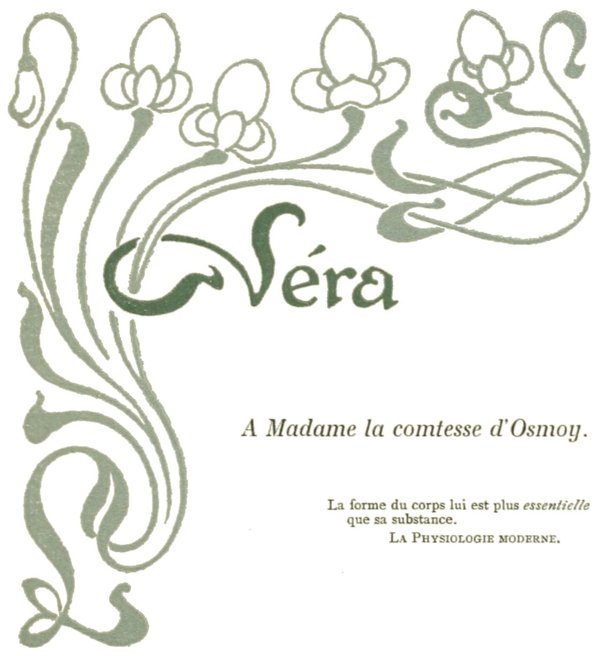 Véra
A Madame la comtesse d'Osmoy.
La forme du corps lui est plus essentielle
que sa substance.
LA PHYSIOLOGIE MODERNE.